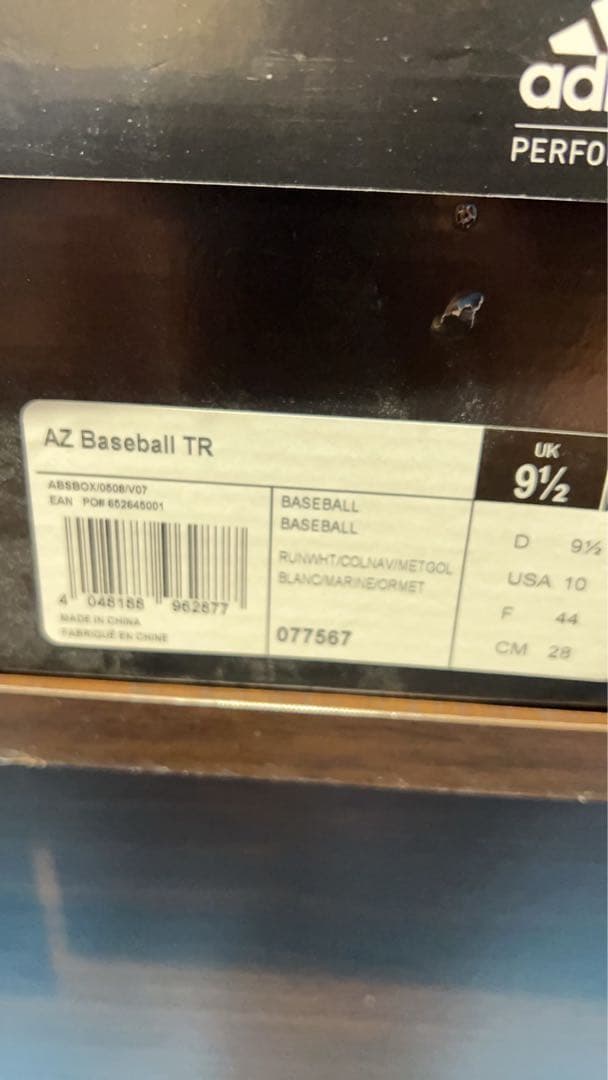 adi
PERFO
AZ Baseball TR
UK
9½
ABSBOX/0508/V07
EAN PO# 652645001
BASEBALL
BASEBALL
RUNWHT/COLNAV/METGOL
BLANC/MARINE/ORMET
D 9½
USA 10
F 44
CM 28
4 048188 962877
MADE IN CHINA
FABRIQUÉ EN CHINE
077567